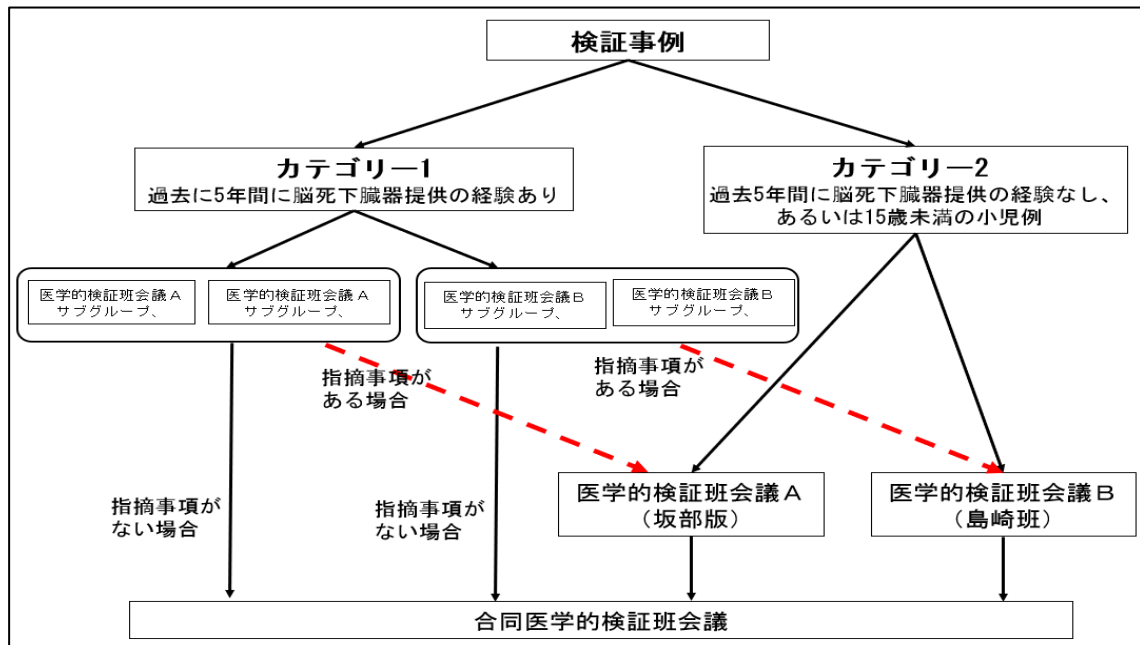 検証事例
カテゴリー1
過去に5年間に脳死下臓器提供の経験あり
カテゴリー2
過去5年間に脳死下臓器提供の経験なし、
あるいは15歳未満の小児例
医学的検証班会議A
サブグループ、
医学的検証班会議A
サブグループ、
医学的検証班会議B
サブグループ、
医学的検証班会議B
サブグループ、
指摘事項が
ある場合
指摘事項が
ある場合
指摘事項が
ない場合
指摘事項が
ない場合
医学的検証班会議A
（坂部版）
医学的検証班会議B
（島崎班）
合同医学的検証班会議